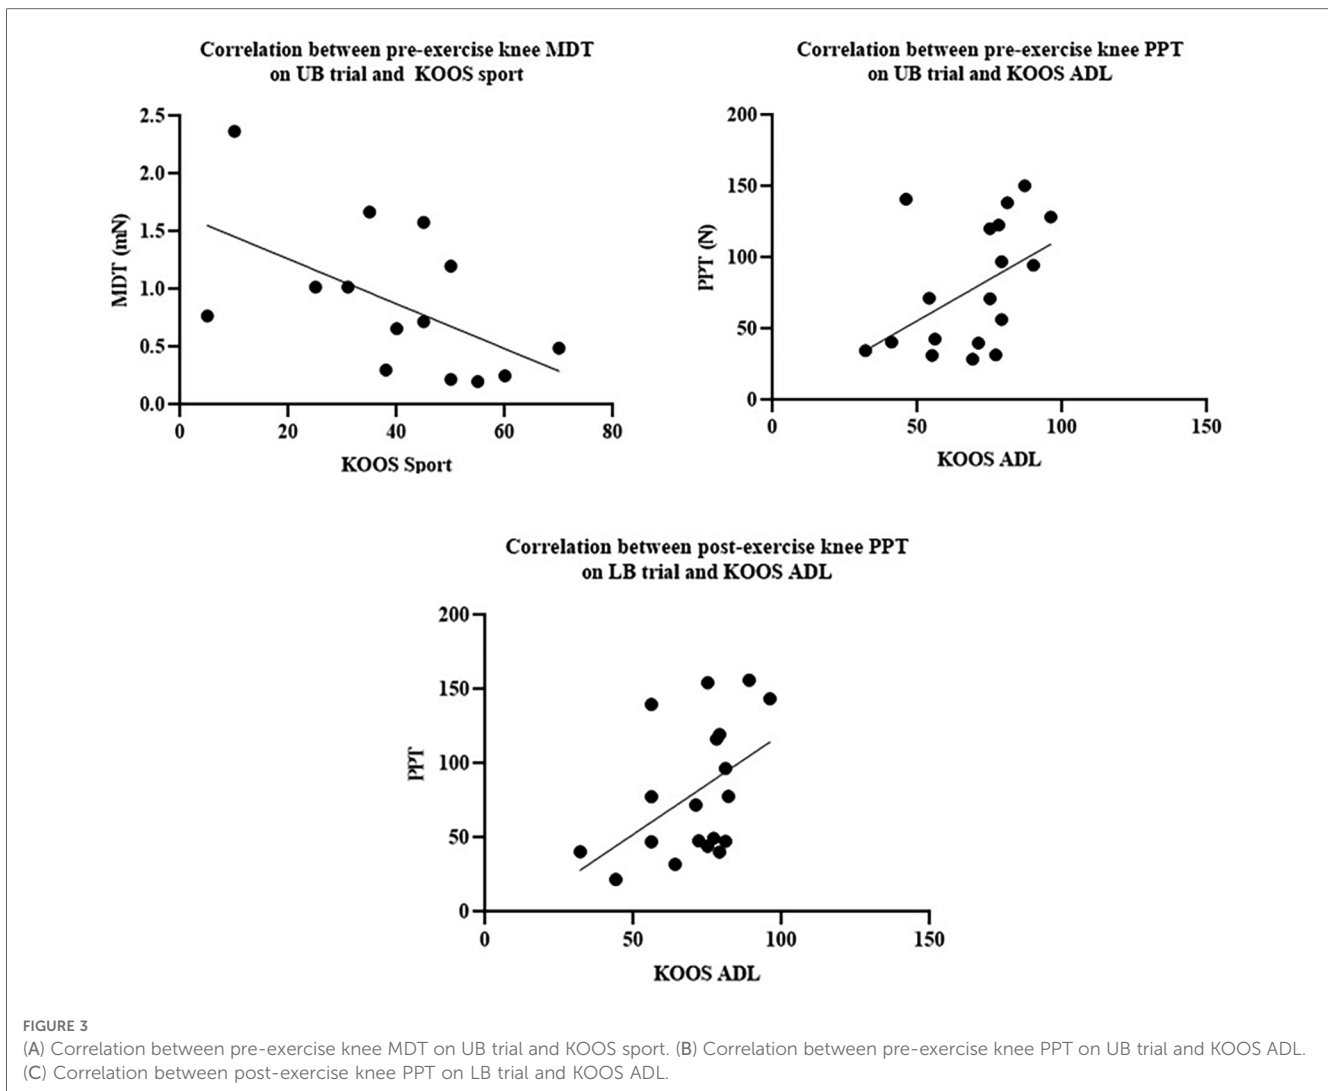 Correlation between pre-exercise knee MDT
on UB trial and KOOS sport
2.5
2.0
1.5
1.0
0.5
0.0
MDT (mN)
0 20 40 60 80
KOOS Sport
Correlation between pre-exercise knee PPT
on UB trial and KOOS ADL
200
150
100
50
0
PPT (N)
0 50 100 150
KOOS ADL
Correlation between post-exercise knee PPT
on LB trial and KOOS ADL
200
150
100
50
0
PPT
0 50 100 150
KOOS ADL
FIGURE 3
(A) Correlation between pre-exercise knee MDT on UB trial and KOOS sport. (B) Correlation between pre-exercise knee PPT on UB trial and KOOS ADL.
(C) Correlation between post-exercise knee PPT on LB trial and KOOS ADL.